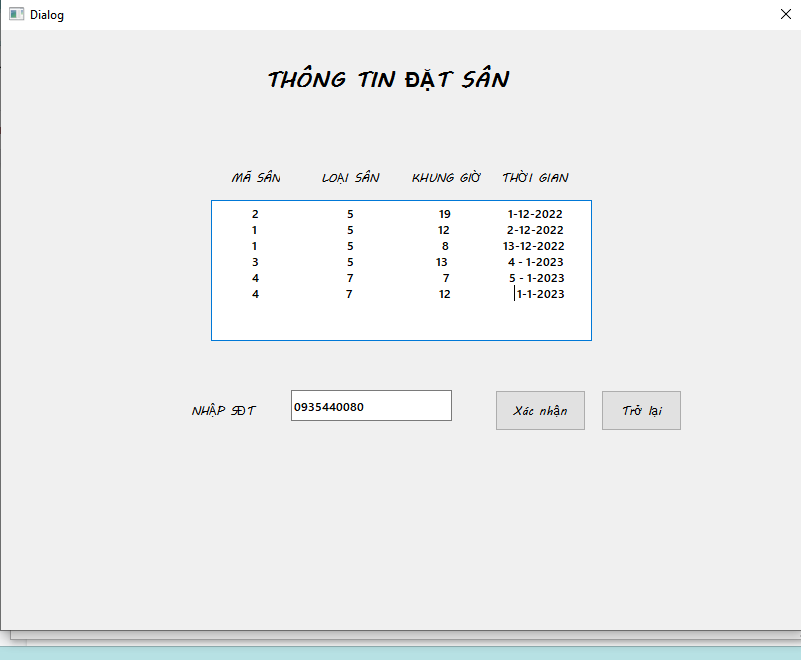 Dialog
THÔNG TIN ĐẶT SÂN
MÃ SÂN LOẠI SÂN KHUNG GIỜ THỜI GIAN
2 5 19 1-12-2022
1 5 12 2-12-2022
1 5 8 13-12-2022
3 5 13 4 - 1-2023
4 7 7 5 - 1-2023
4 7 12 1-1-2023
NHẬP SĐT 0935440080 Xác nhận Trở lại